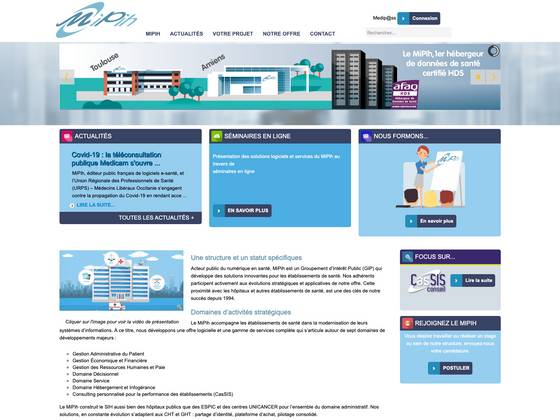 MiPih
Medip@ss
Connexion
MIPIH ACTUALITÉS VOTRE PROJET NOTRE OFFRE CONTACT
Recherche...
Toulouse
Amiens
Le MiPih,1er hébergeur
de données de santé
certifié HDS
afaq
HDS
ACTUALITÉS
Covid-19 : la téléconsultation
publique Medicam s'ouvre ...
MiPih, éditeur public français de logiciels e-santé, et
l'Union Régionale des Professionnels de Santé
(URPS) – Médecins Libéraux Occitanie s'engagent
contre la propagation du Covid-19 en rendant acce ...
LIRE LA SUITE...
TOUTES LES ACTUALITÉS +
SÉMINAIRES EN LIGNE
Présentation des solutions logiciels et services du MiPih au
travers de
séminaires en ligne
EN SAVOIR PLUS
NOUS FORMONS...
MiPih
En savoir plus
Cliquer sur l'image pour voir la vidéo de présentation
Une structure et un statut spécifiques
Acteur public du numérique en santé, MiPih est un Groupement d'Intérêt Public (GIP) qui
développe des solutions innovantes pour les établissements de santé. Nos adhérents
participent activement aux évolutions stratégiques et applicatives de notre offre. Cette
proximité avec les hôpitaux et autres établissements de santé, est une des clés de notre
succès depuis 1994.
Domaines d'activités stratégiques
Le MiPih accompagne les établissements de santé dans la modernisation de leurs
systèmes d'informations. À ce titre, nous développons une offre logicielle et une gamme de services complète qui s'articule autour de sept domaines de
développements majeurs:
Gestion Administrative du Patient
Gestion Économique et Financière
Gestion des Ressources Humaines et Paie
Domaine Décisionnel
Domaine Service
Domaine Hébergement et Infogérance
Consulting personnalisé pour la performance des établissements (CasSIS)
Le MiPih construit le SIH aussi bien des hôpitaux publics que des ESPIC et des centres UNICANCER pour l'ensemble du domaine administratif. Nos
solutions, en constante évolution s'adaptent aux CHT et GHT : partage d'identité, plateforme d'achat, pilotage consolidé.
FOCUS SUR...
CasSIS
conseil
Lire la suite
REJOIGNEZ LE MIPIH
Vous désirez travailler ou réaliser un stage
au sein de notre structure, envoyez nous
votre candidature.
POSTULER